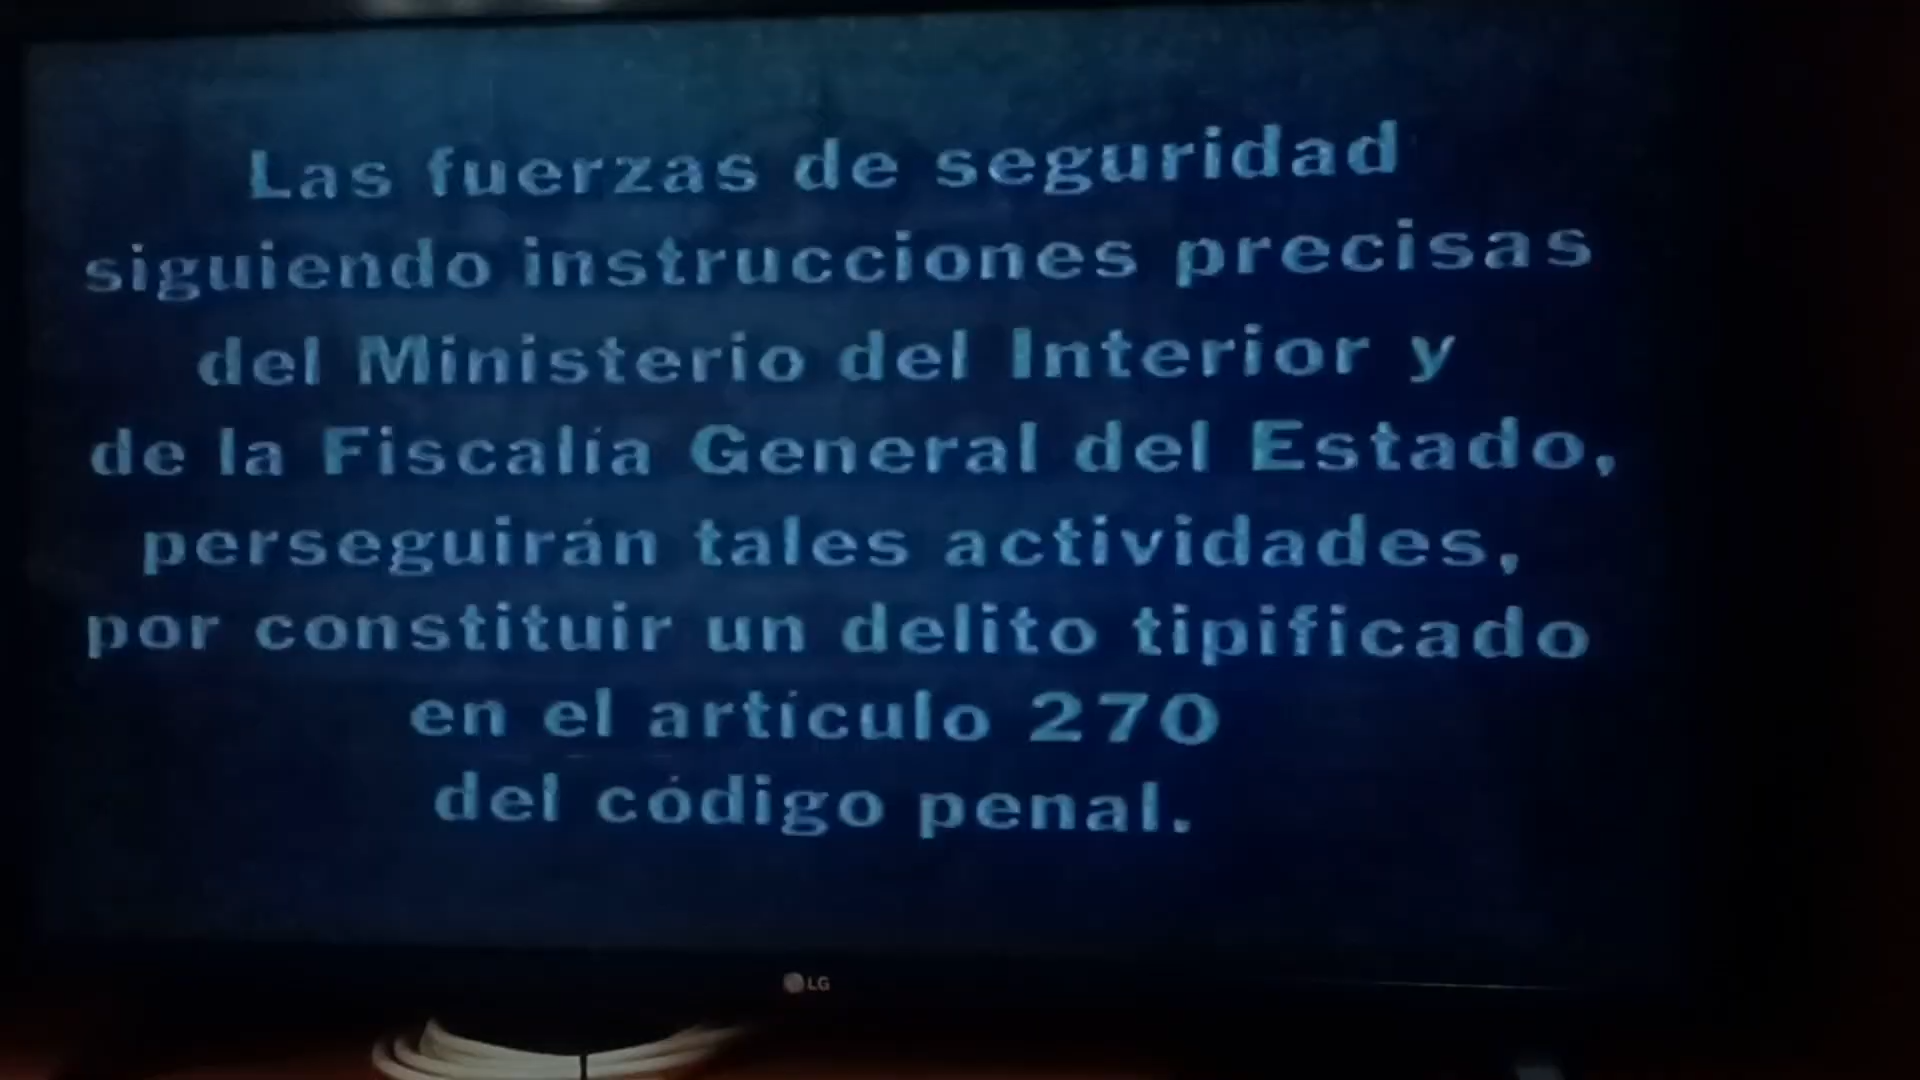 Las fuerzas de seguridad
siguiendo instrucciones precisas
del Ministerio del Interior y
de la Fiscalía General del Estado,
perseguirán tales actividades,
por constituir un delito tipificado
en el artículo 270
del código penal.
LG